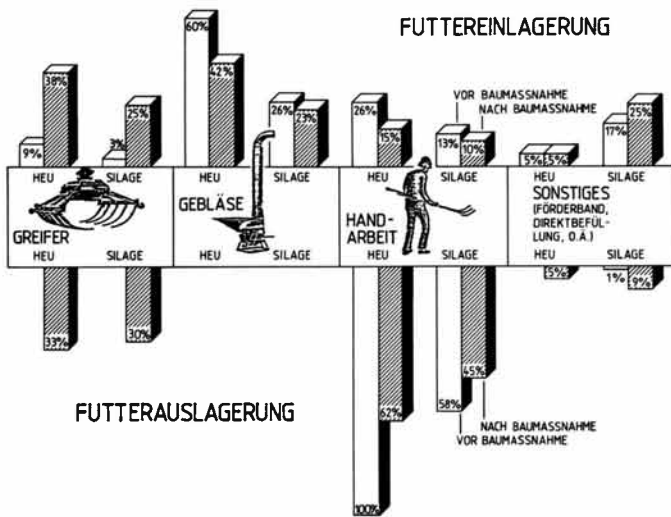 FUTTEREINLAGERUNG
60%
42%
38%
9%
3%
25%
26%
23%
26%
15%
VOR BAUMASSNAHME
NACH BAUMASSNAHME
13%
10%
5%
5%
17%
25%
HEU SILAGE HEU SILAGE HEU SILAGE HEU SILAGE
GREIFER
GEBLÄSE
HAND-
ARBEIT
SONSTIGES
(FÖRDERBAND,
DIREKTBEFÜL-
LUNG, O.Ä.)
HEU SILAGE HEU SILAGE HEU SILAGE HEU SILAGE
33%
30%
5%
1%
9%
62%
45%
58%
100%
NACH BAUMASSNAHME
VOR BAUMASSNAHME
FUTTERAUSLAGERUNG